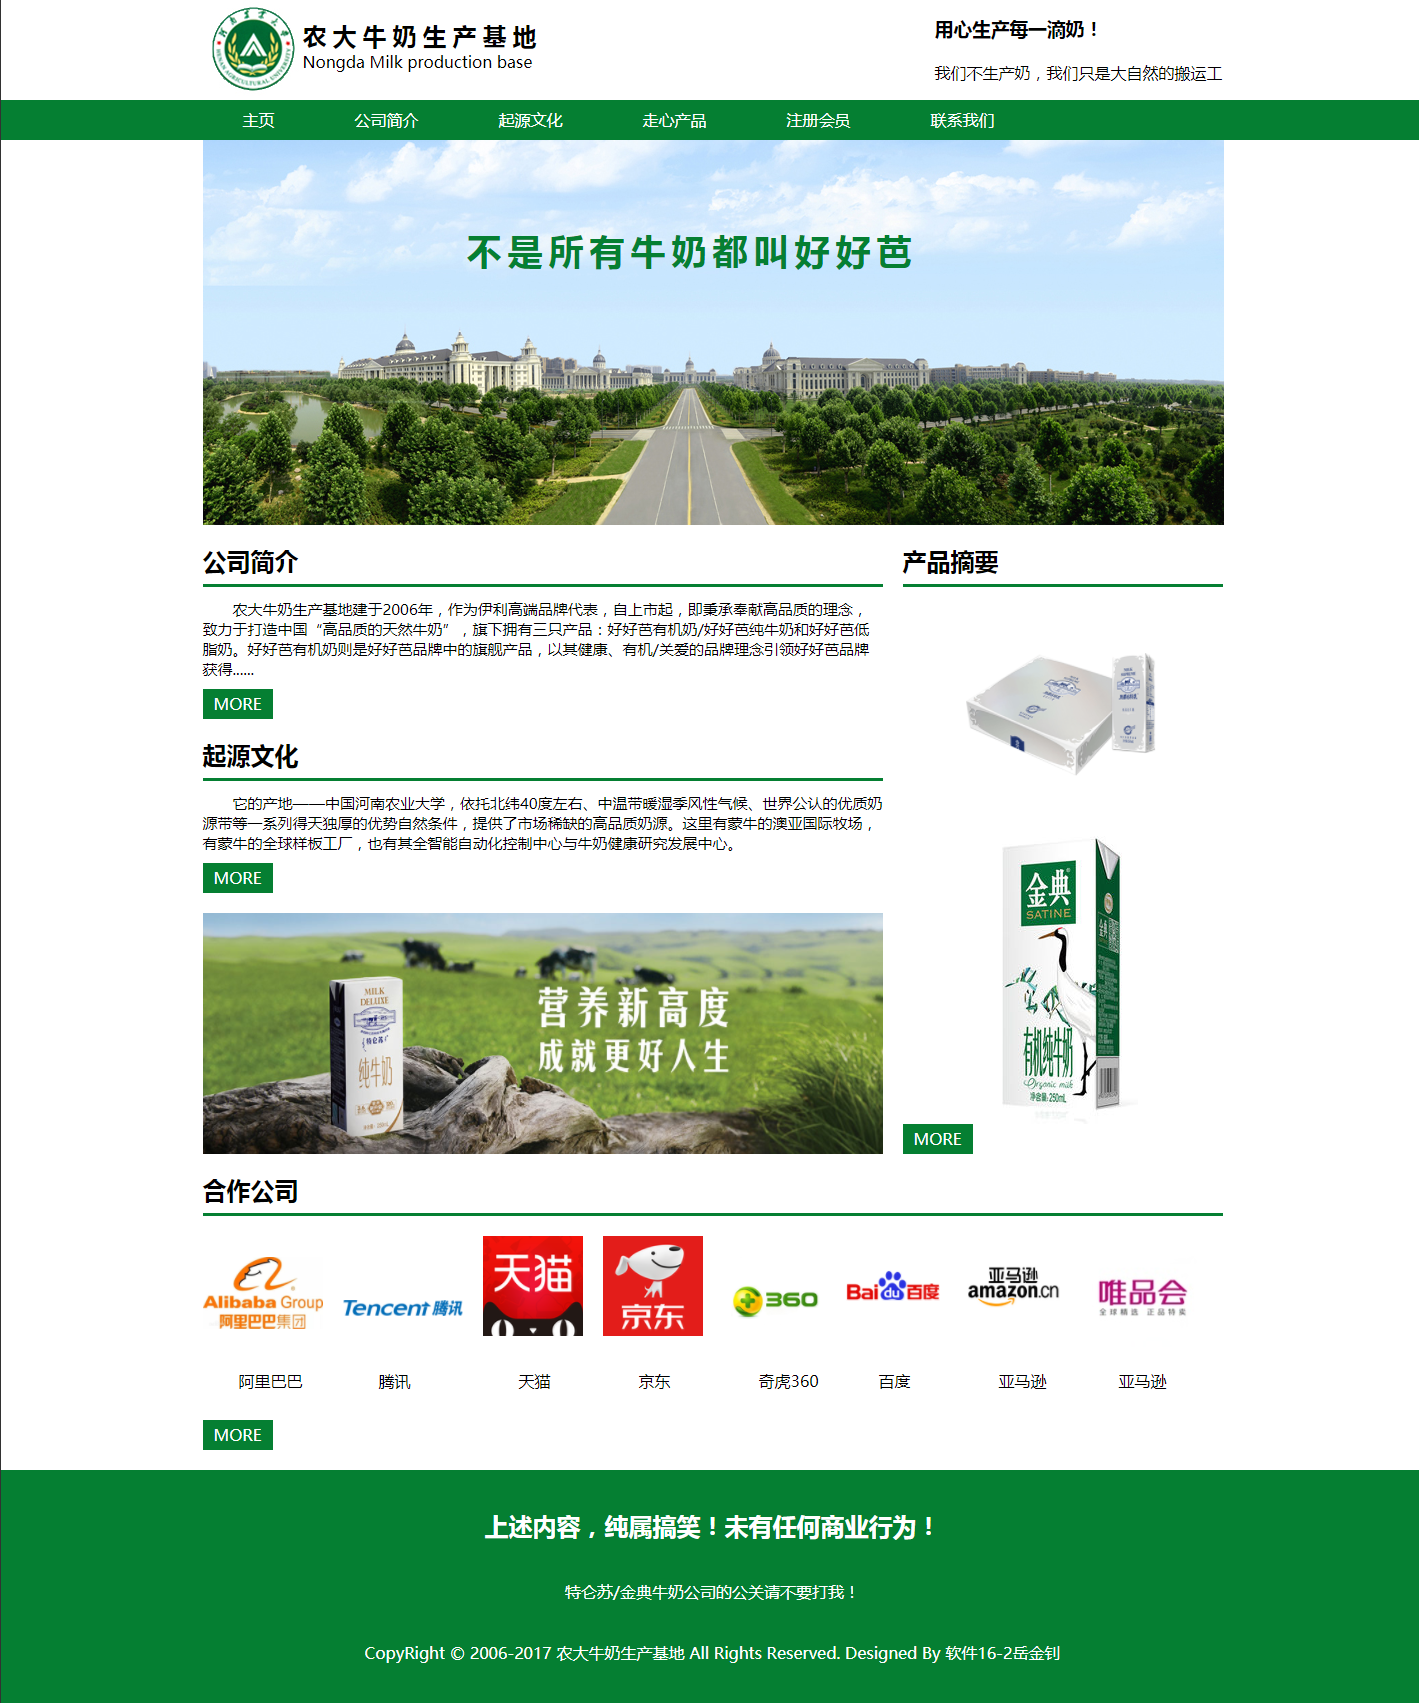 农大牛奶生产基地
Nongda Milk production base
用心生产每一滴奶！
我们不生产奶，我们只是大自然的搬运工
主页 公司简介 起源文化 走心产品 注册会员 联系我们
不是所有牛奶都叫好好芭
公司简介
农大牛奶生产基地建于2006年，作为伊利高端品牌代表，自上市起，即秉承奉献高品质的理念，
致力于打造中国“高品质的天然牛奶”，旗下拥有三只产品：好好芭有机奶/好好芭纯牛奶和好好芭低
脂奶。好好芭有机奶则是好好芭品牌中的旗舰产品，以其健康、有机/关爱的品牌理念引领好好芭品牌
获得......
MORE
起源文化
它的产地——中国河南农业大学，依托北纬40度左右、中温带暖湿季风性气候、世界公认的优质奶
源带等一系列得天独厚的优势自然条件，提供了市场稀缺的高品质奶源。这里有蒙牛的澳亚国际牧场，
有蒙牛的全球样板工厂，也有其全智能自动化控制中心与牛奶健康研究发展中心。
MORE
MILK
DELUXE
特仑苏
纯牛奶
营养新高度
成就更好人生
产品摘要
金典
SATINE
有机纯牛奶
Organic milk
净含量:250mL
MORE
合作公司
Alibaba Group
阿里巴巴集团
Tencent 腾讯
天猫
京东
360
Bai du 百度
亚马逊
amazon.cn
唯品会
全球精选 正品特卖
阿里巴巴 腾讯 天猫 京东 奇虎360 百度 亚马逊 亚马逊
MORE
上述内容，纯属搞笑！未有任何商业行为！
特仑苏/金典牛奶公司的公关请不要打我！
CopyRight © 2006-2017 农大牛奶生产基地 All Rights Reserved. Designed By 软件16-2岳金钊